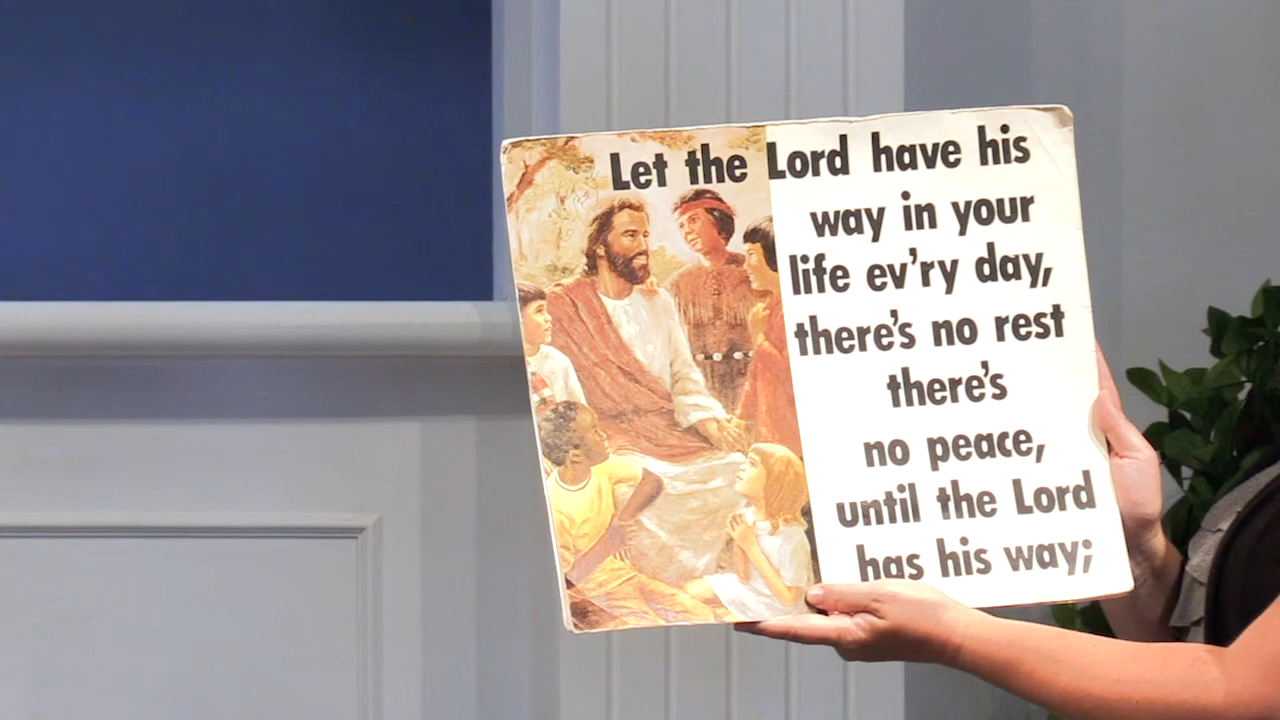 Let the Lord have his
way in your
life ev'ry day,
there's no rest
there's
no peace,
until the Lord
has his way;